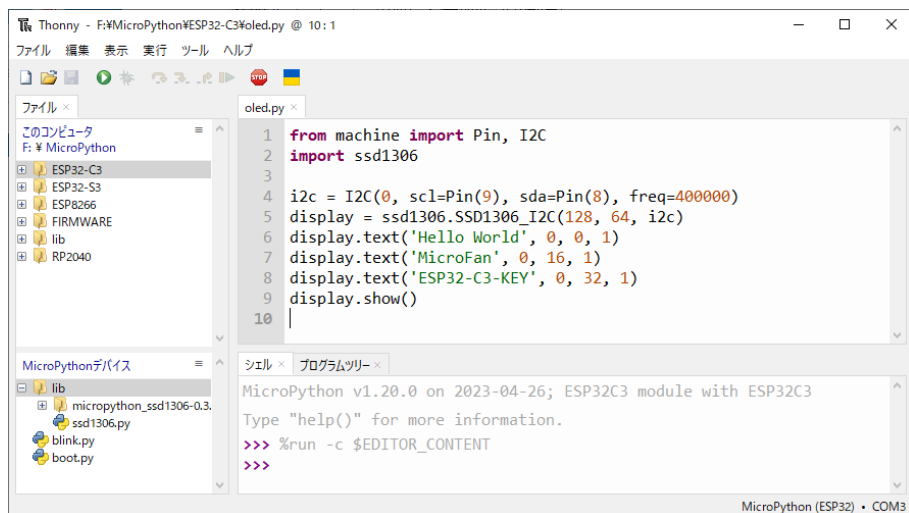 Thonny - F:¥MicroPython¥ESP32-C3¥oled.py @ 10:1
ファイル 編集 表示 実行 ツール ヘルプ
STOP
ファイル ×
このコンピュータ
F: ¥ MicroPython
ESP32-C3
ESP32-S3
ESP8266
FIRMWARE
lib
RP2040
MicroPythonデバイス
lib
micropython_ssd1306-0.3.
ssd1306.py
blink.py
boot.py
oled.py ×
1 from machine import Pin, I2C
2 import ssd1306
3
4 i2c = I2C(0, scl=Pin(9), sda=Pin(8), freq=400000)
5 display = ssd1306.SSD1306_I2C(128, 64, i2c)
6 display.text('Hello World', 0, 0, 1)
7 display.text('MicroFan', 0, 16, 1)
8 display.text('ESP32-C3-KEY', 0, 32, 1)
9 display.show()
10
シェル × プログラムツリー ×
MicroPython v1.20.0 on 2023-04-26; ESP32C3 module with ESP32C3
Type "help()" for more information.
>>> %run -c $EDITOR_CONTENT
>>>
MicroPython (ESP32) • COM3